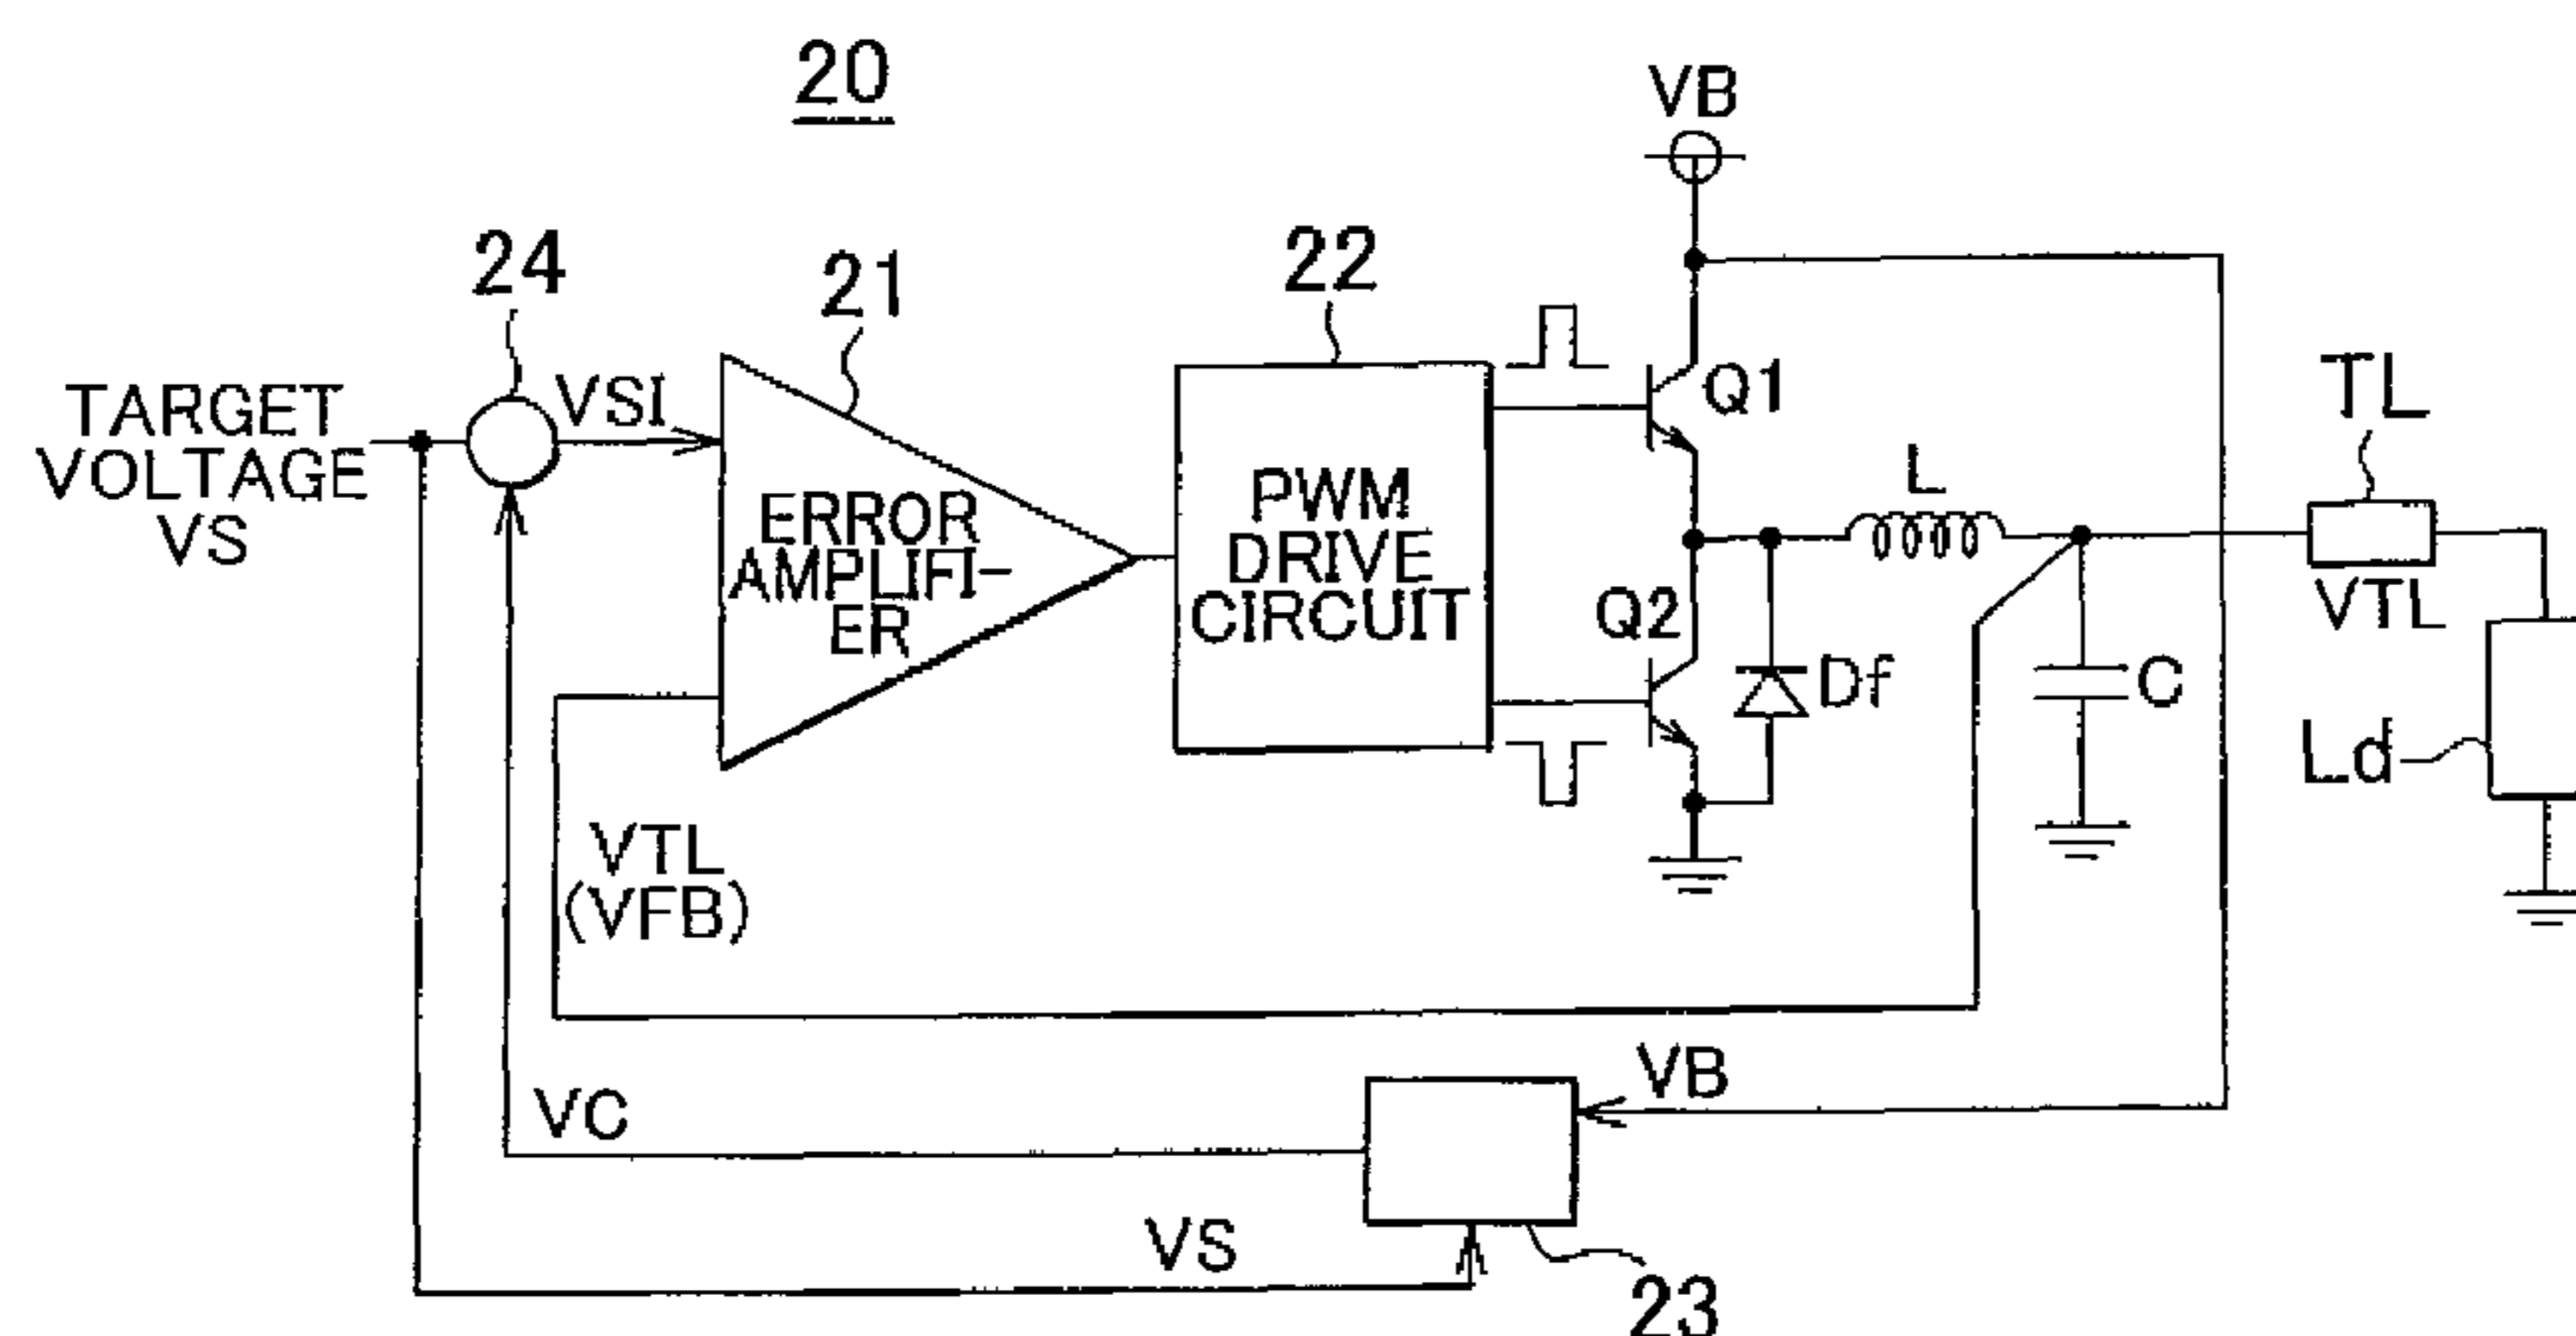 20
VB
24
21
22
TARGET
VOLTAGE
VS
VSI
ERROR
AMPLIFI-
ER
PWM
DRIVE
CIRCUIT
Q1
Q2
L
TL
VTL
Df
C
Ld
VTL
(VFB)
VB
VC
VS
23